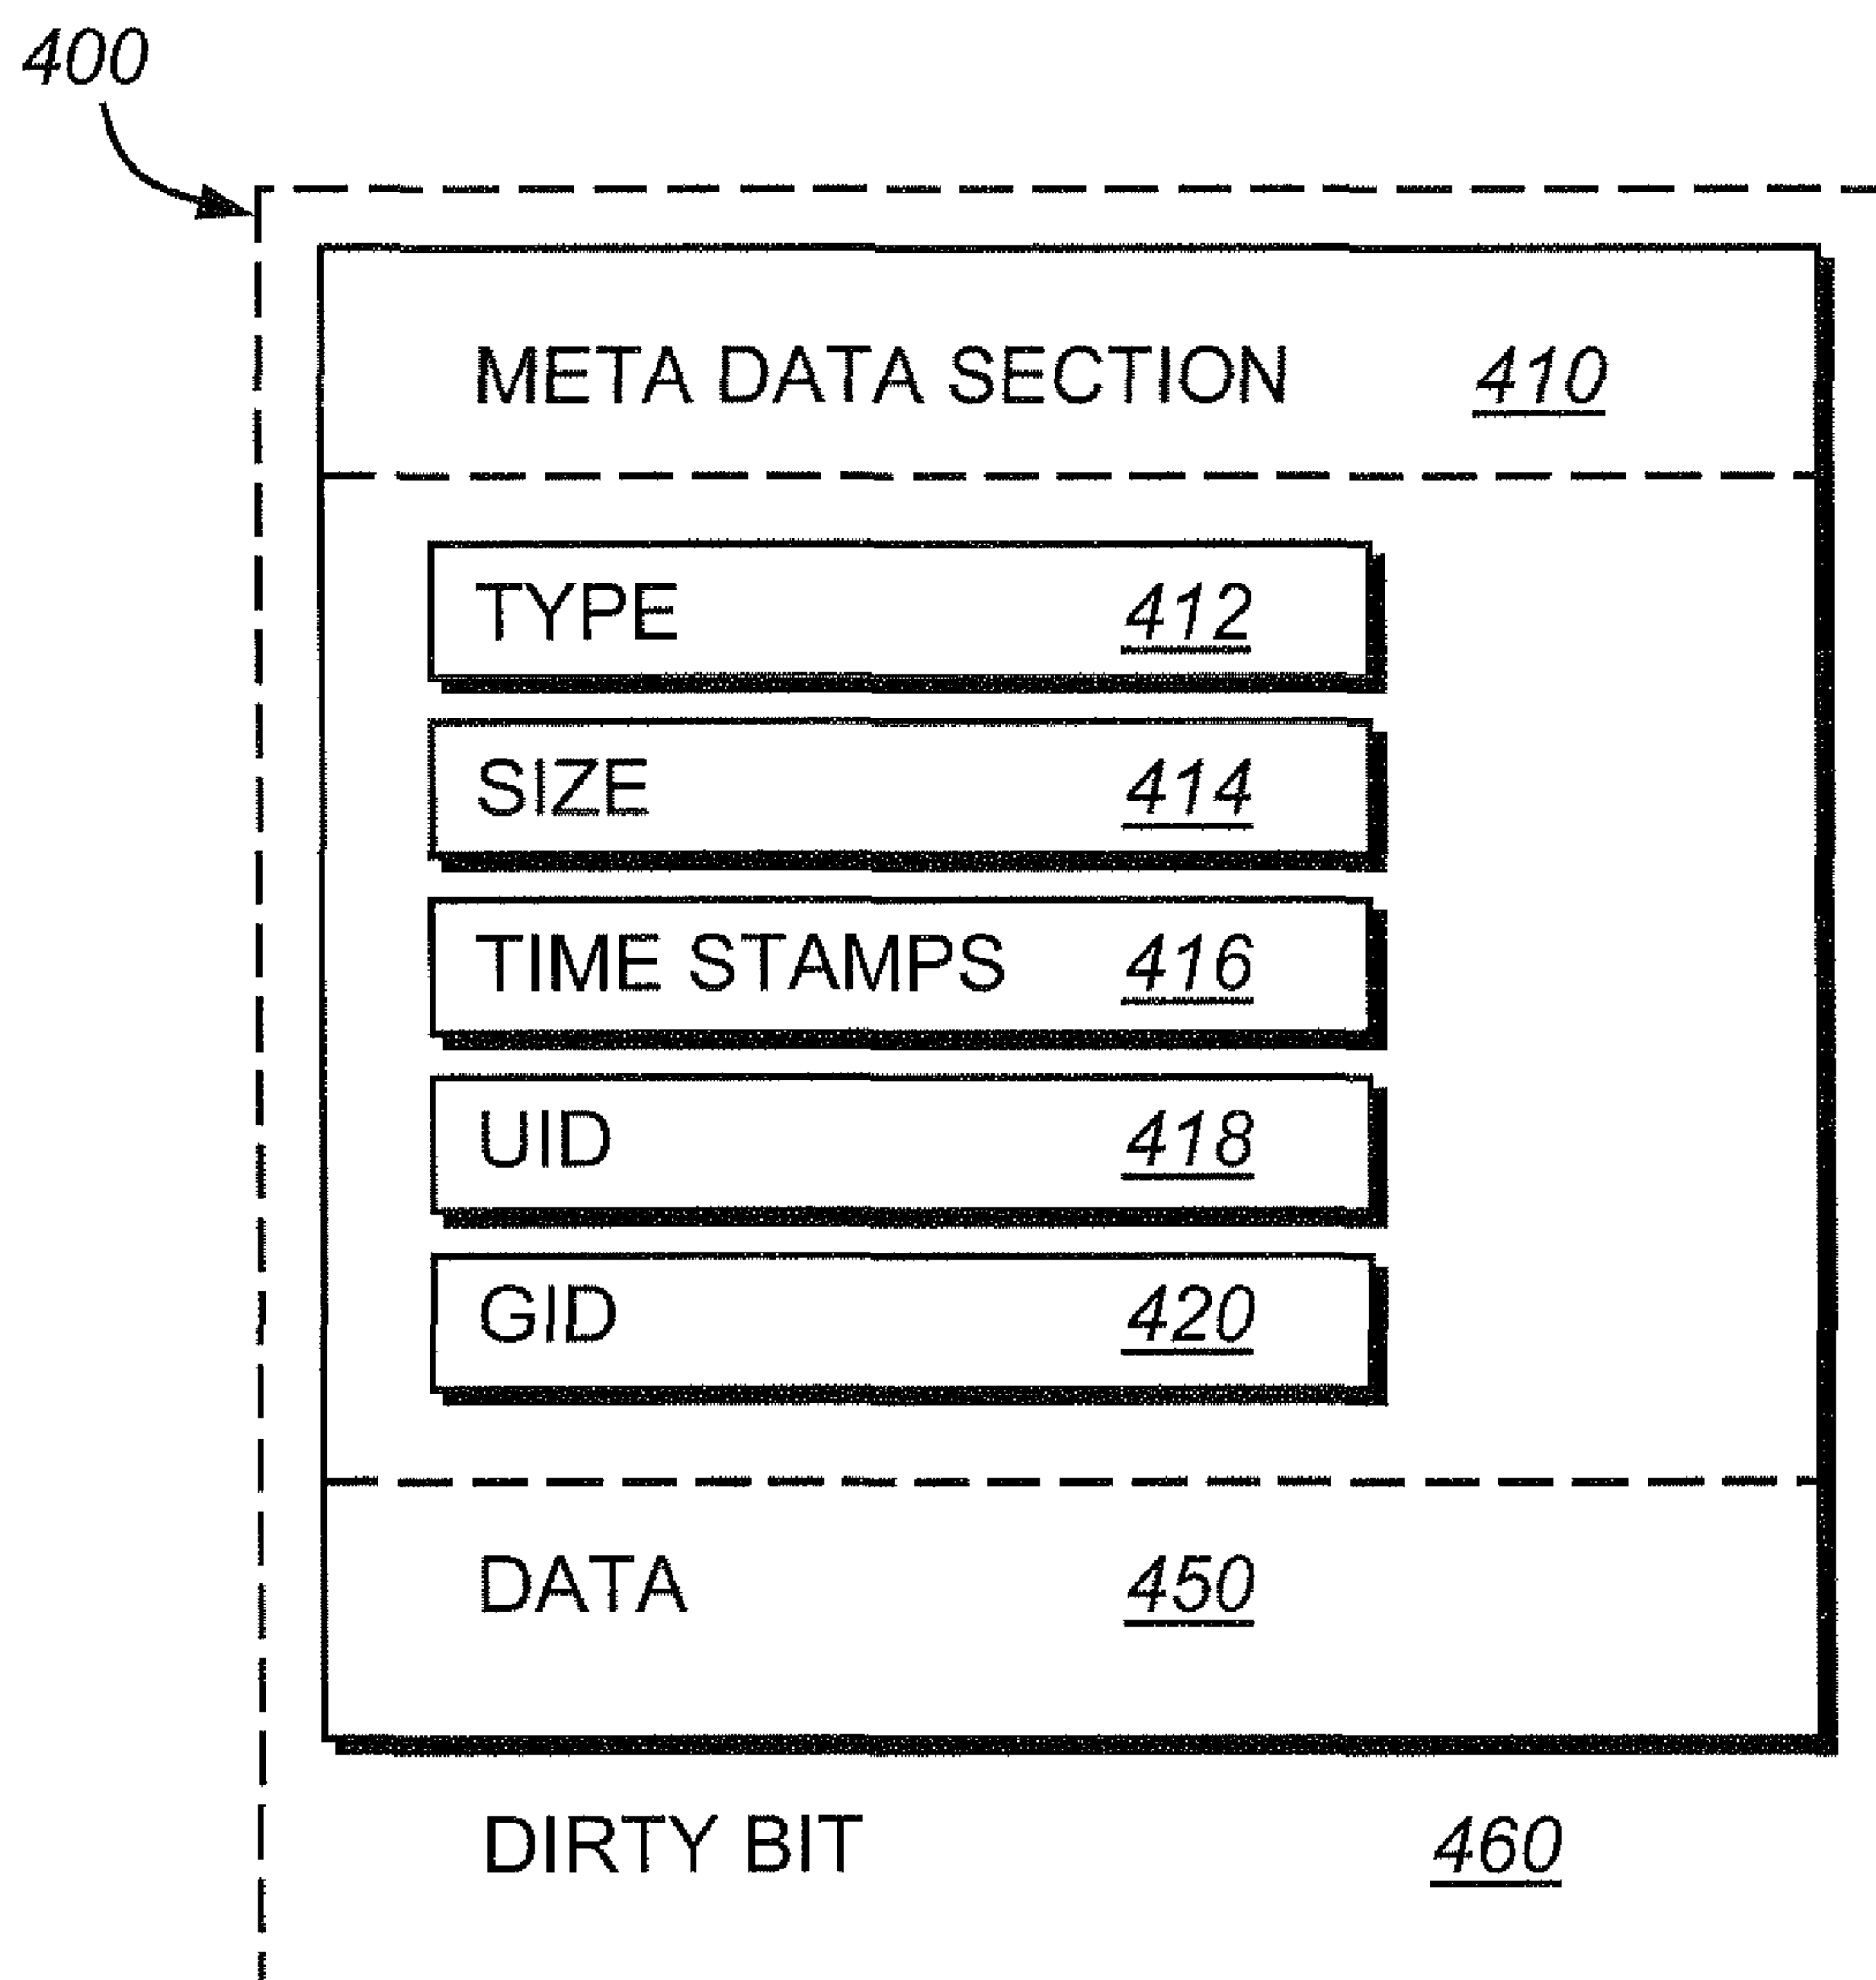 400
META DATA SECTION 410
TYPE 412
SIZE 414
TIME STAMPS 416
UID 418
GID 420
DATA 450
DIRTY BIT 460